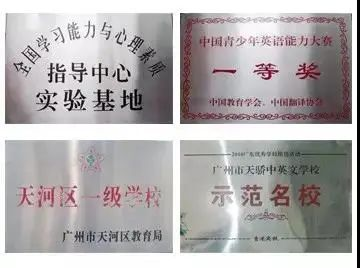 全国学习能力与心理素质
指导中心
实验基地
中国青少年英语能力大赛
一等奖
中国教育学会、中国翻译协会
天河区一级学校
广州市天河区教育局
广州市天骄中英文学校
示范名校